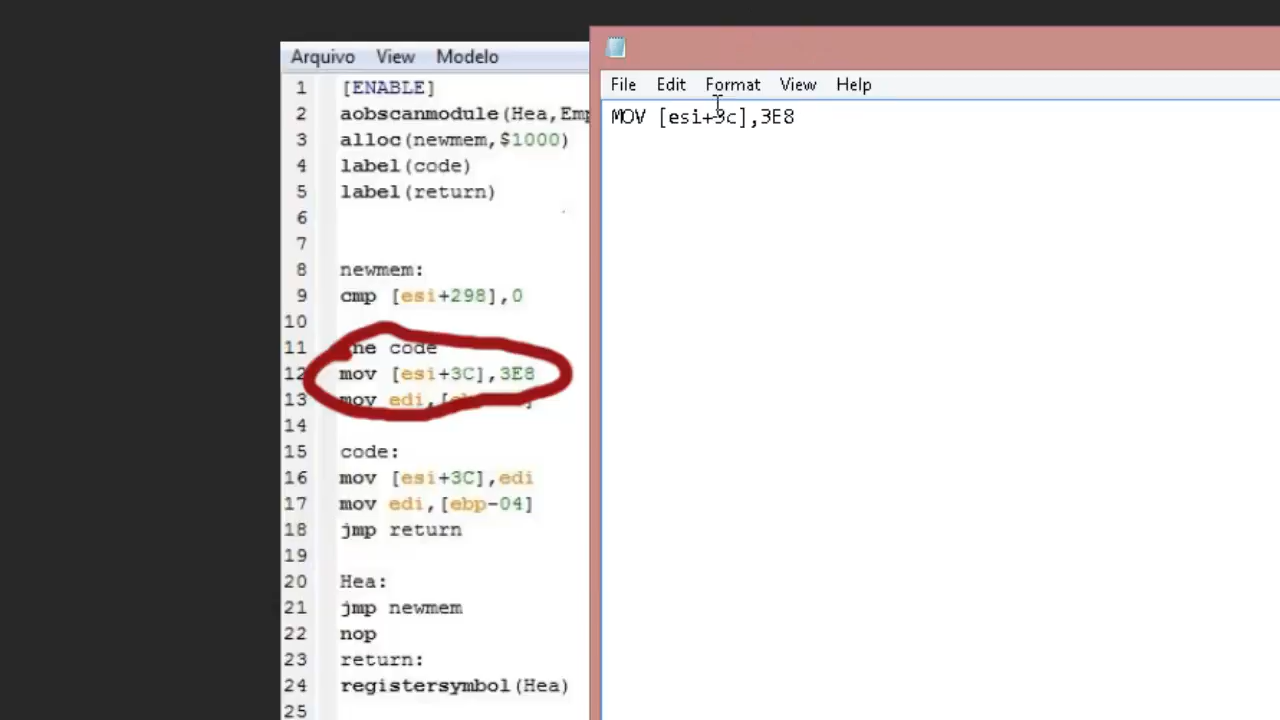 Arquivo View Modelo
1 [ENABLE]
2 aobscanmodule(Hea,Emp
3 alloc(newmem,$1000)
4 label(code)
5 label(return)
6
7
8 newmem:
9 cmp [esi+298],0
10
11 code
12 mov [esi+3C],3E8
13 mov edi,
14
15 code:
16 mov [esi+3C],edi
17 mov edi,[ebp-04]
18 jmp return
19
20 Hea:
21 jmp newmem
22 nop
23 return:
24 registersymbol(Hea)
25
File Edit Format View Help
MOV [esi+3c],3E8